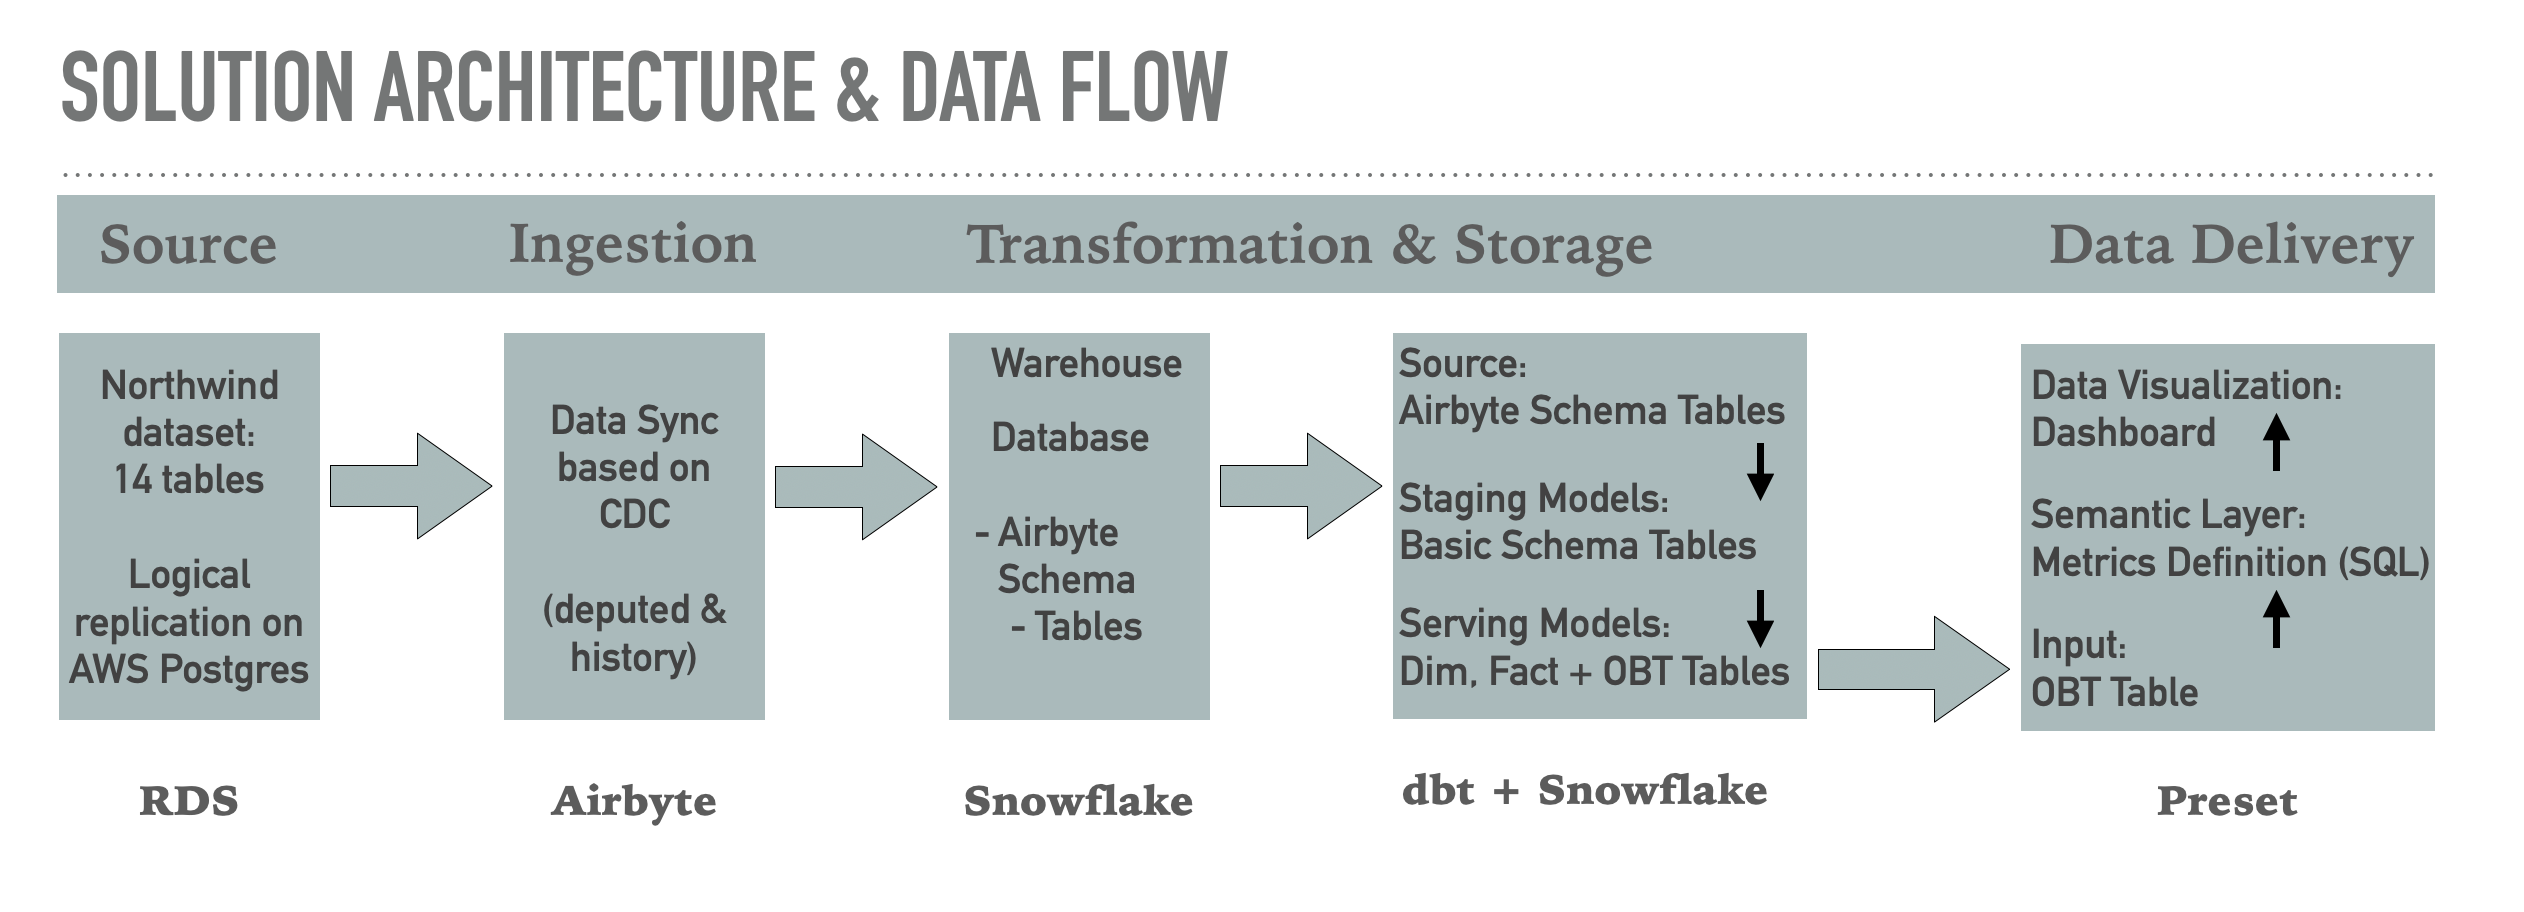 SOLUTION ARCHITECTURE & DATA FLOW
Source
Ingestion
Transformation & Storage
Data Delivery
Northwind
dataset:
14 tables
Logical
replication on
AWS Postgres
RDS
Data Sync
based on
CDC
(deputed &
history)
Airbyte
Warehouse
Database
- Airbyte
Schema
- Tables
Snowflake
Source:
Airbyte Schema Tables
Staging Models:
Basic Schema Tables
Serving Models:
Dim, Fact + OBT Tables
dbt + Snowflake
Data Visualization:
Dashboard
Semantic Layer:
Metrics Definition (SQL)
Input:
OBT Table
Preset